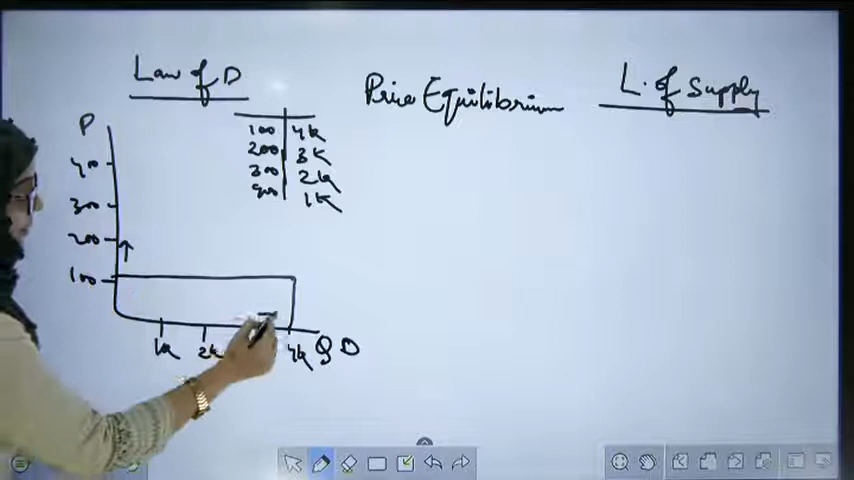 Law of D
Price Equilibrium
L. of Supply
100 4k
200 3k
300 2k
400 1k
P
400
300
200
100
1k 2k 4k Q D